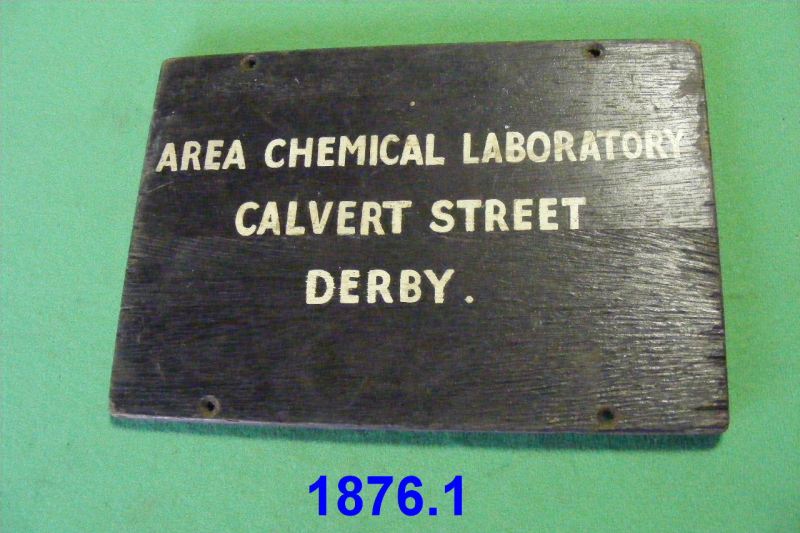 AREA CHEMICAL LABORATORY
CALVERT STREET
DERBY.
1876.1